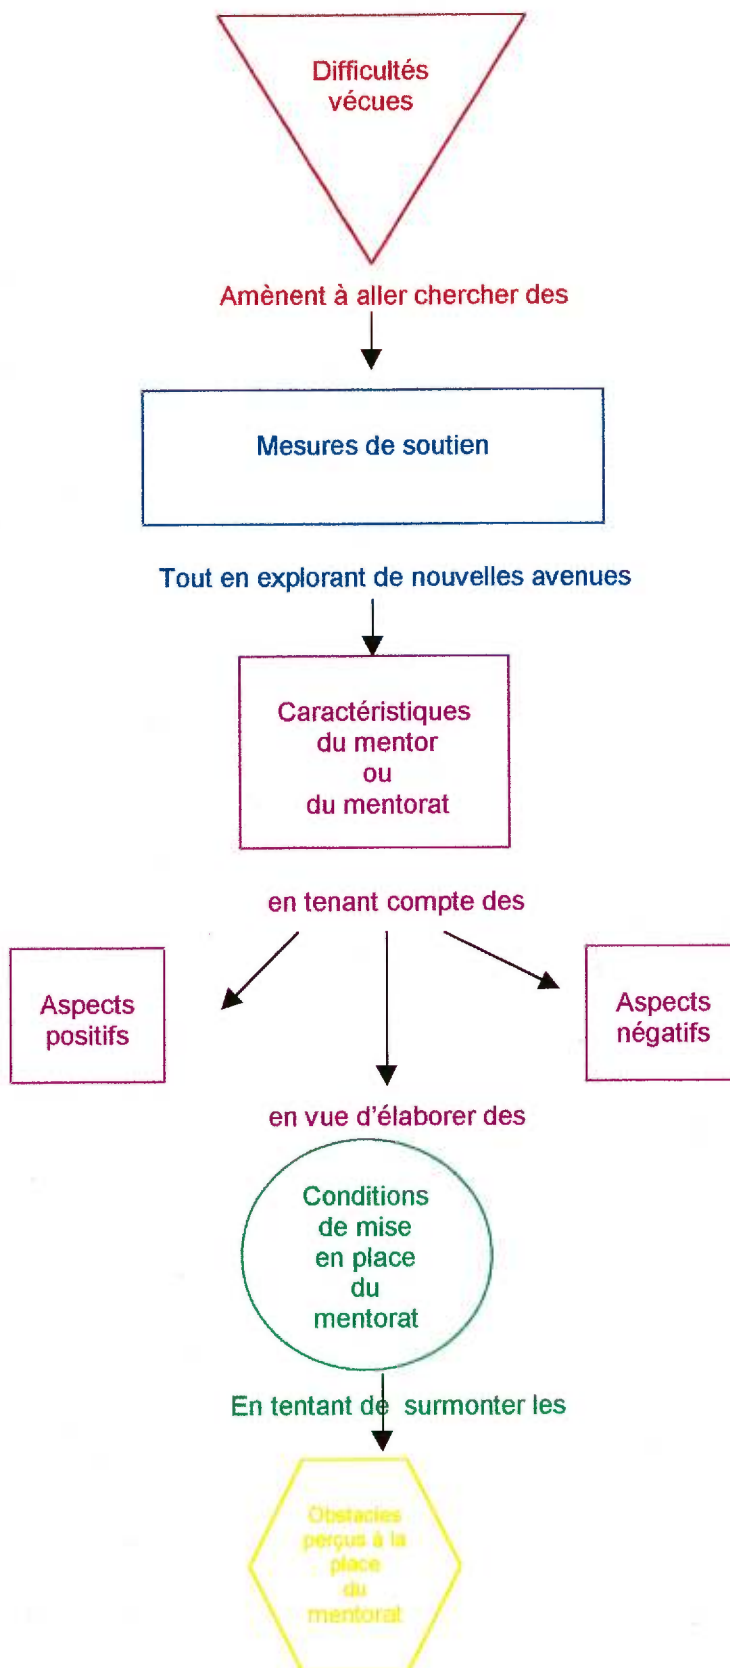 Difficultés
vécues
Amènent à aller chercher des
Mesures de soutien
Tout en explorant de nouvelles avenues
Caractéristiques
du mentor
ou
du mentorat
en tenant compte des
Aspects
positifs
Aspects
négatifs
en vue d'élaborer des
Conditions
de mise
en place
du
mentorat
En tentant de surmonter les
Obstacles
perçus à la
place
du
mentorat